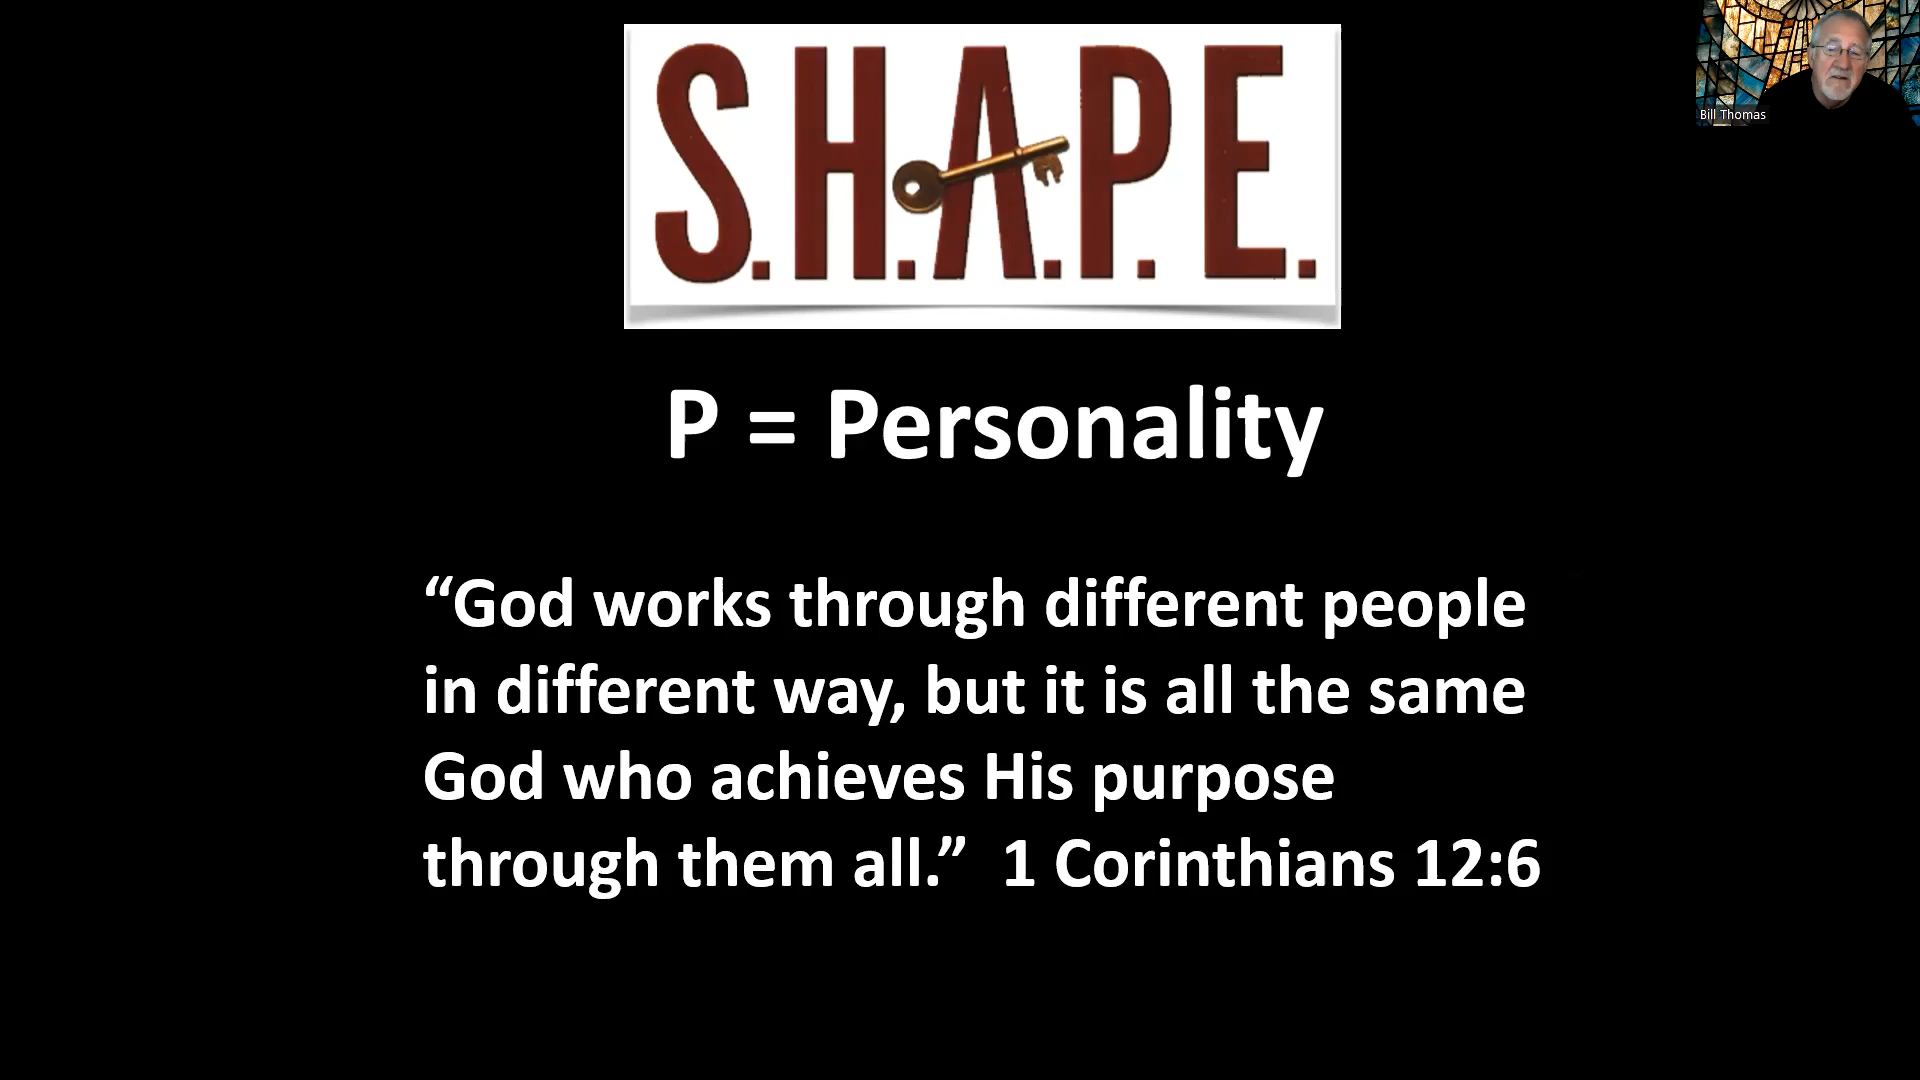 S.H.A.P.E.
Bill Thomas
P = Personality
“God works through different people
in different way, but it is all the same
God who achieves His purpose
through them all.”  1 Corinthians 12:6